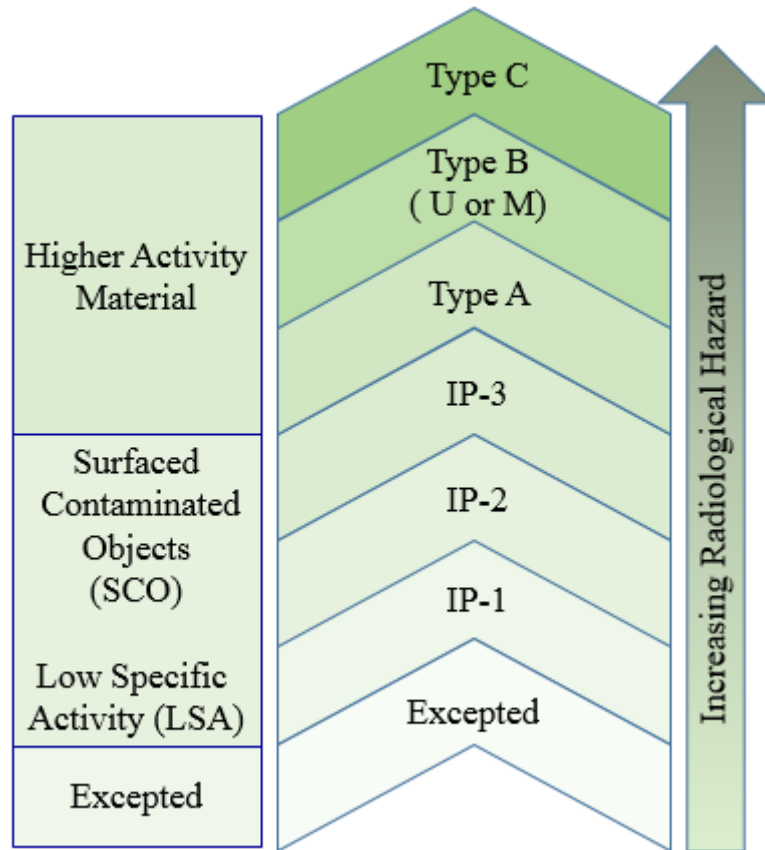 Higher Activity
Material
Surfaced
Contaminated
Objects
(SCO)
Low Specific
Activity (LSA)
Excepted
Type C
Type B
( U or M)
Type A
IP-3
IP-2
IP-1
Excepted
Increasing Radiological Hazard